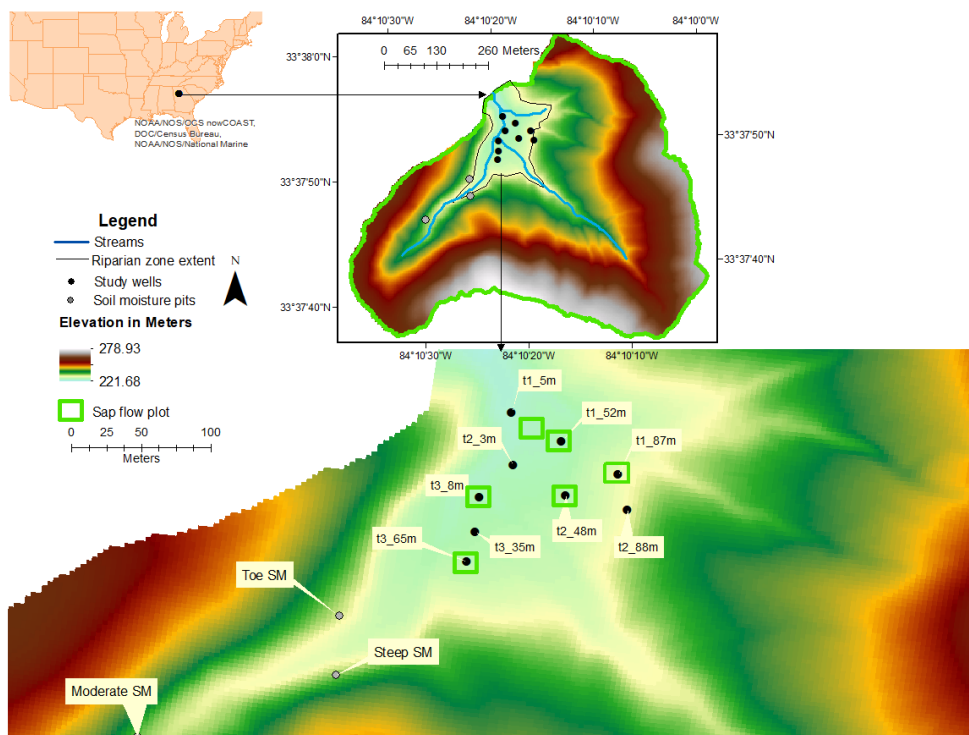 84°10'30"W 84°10'20"W 84°10'10"W 84°10'0"W
0 65 130 260 Meters
33°38'0"N
33°37'50"N
33°37'50"N
33°37'40"N
33°37'40"N
84°10'30"W 84°10'20"W 84°10'10"W
NOAA/NOS/OCS nowCOAST,
DOC/Census Bureau,
NOAA/NOS/National Marine
Legend
Streams
Riparian zone extent
Study wells
Soil moisture pits
N
Elevation in Meters
278.93
221.68
Sap flow plot
0 50 100
Meters
t1_5m
t1_52m
t2_3m
t1_87m
t3_8m
t2_48m
t3_65m
t3_35m
t2_88m
Toe SM
Steep SM
Moderate SM